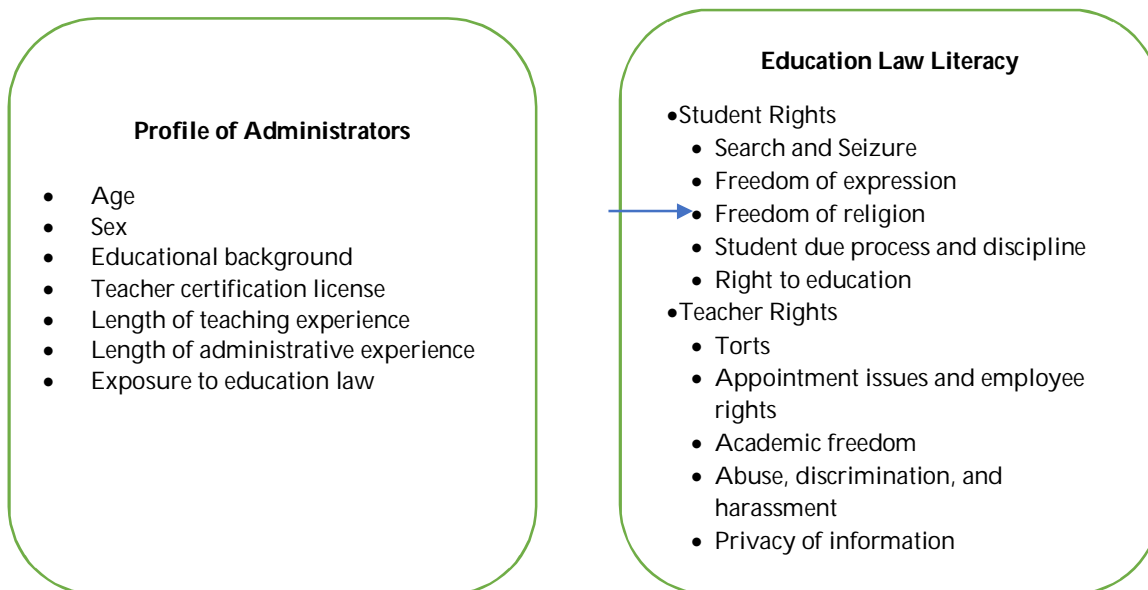 Profile of Administrators
• Age
• Sex
• Educational background
• Teacher certification license
• Length of teaching experience
• Length of administrative experience
• Exposure to education law
Education Law Literacy
•Student Rights
• Search and Seizure
• Freedom of expression
• Freedom of religion
• Student due process and discipline
• Right to education
•Teacher Rights
• Torts
• Appointment issues and employee
rights
• Academic freedom
• Abuse, discrimination, and
harassment
• Privacy of information